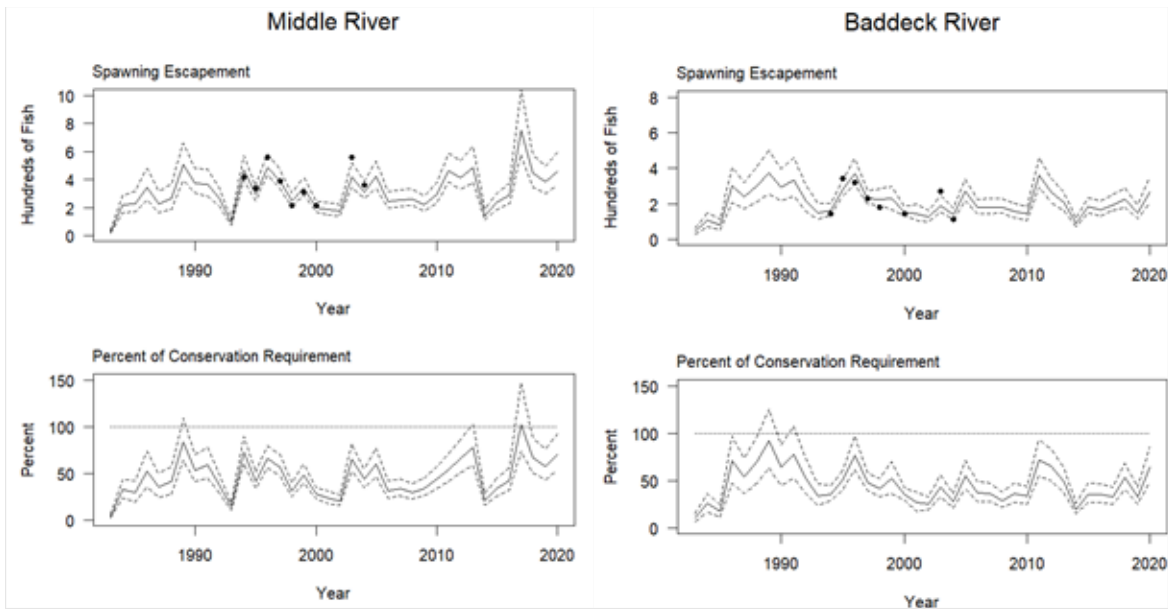 Middle River
Spawning Escapement
Hundreds of Fish
10
8
6
4
2
0
1990 2000 2010 2020
Year
Percent of Conservation Requirement
Percent
150
100
50
0
1990 2000 2010 2020
Year
Baddeck River
Spawning Escapement
Hundreds of Fish
8
6
4
2
0
1990 2000 2010 2020
Year
Percent of Conservation Requirement
Percent
150
100
50
0
1990 2000 2010 2020
Year